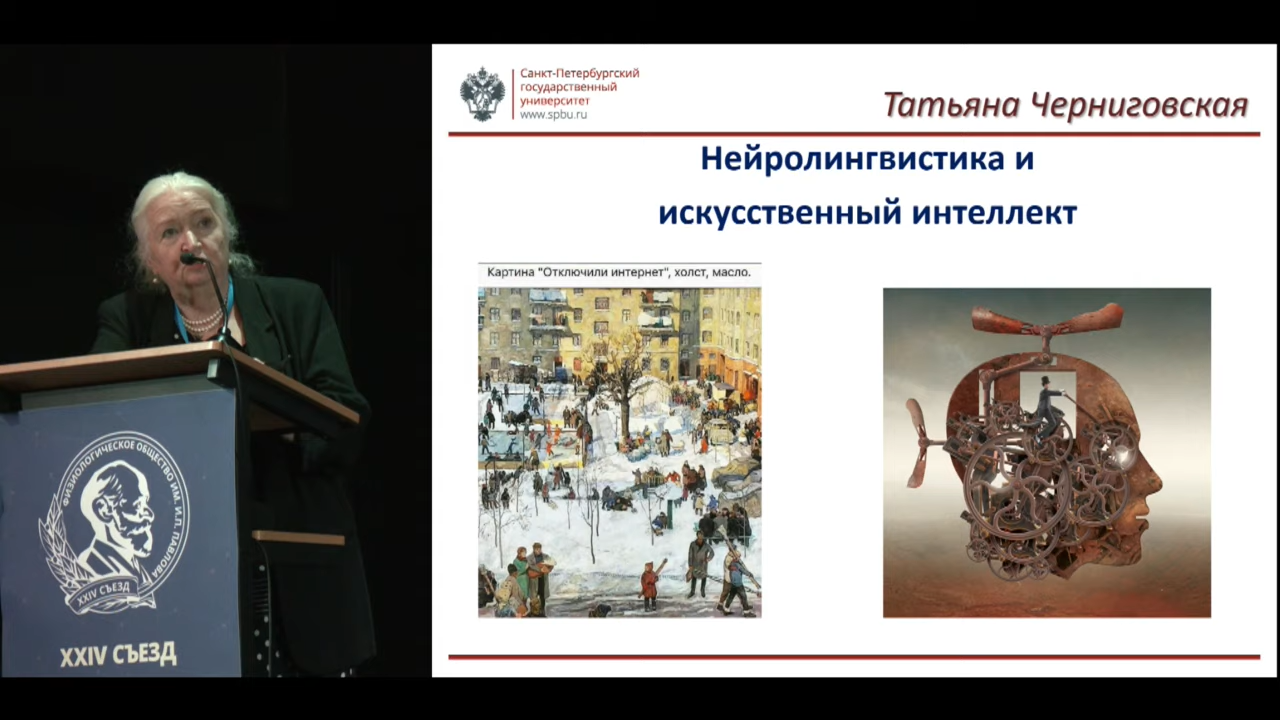 Санкт-Петербургский
государственный
университет
www.spbu.ru
Татьяна Черниговская
Нейролингвистика и
искусственный интеллект
Картина "Отключили интернет", холст, масло.
ФИЗИОЛОГИЧЕСКОЕ ОБЩЕСТВО ИМ. И.П. ПАВЛОВА
XXIV СЪЕЗД
XXIV СЪЕЗД